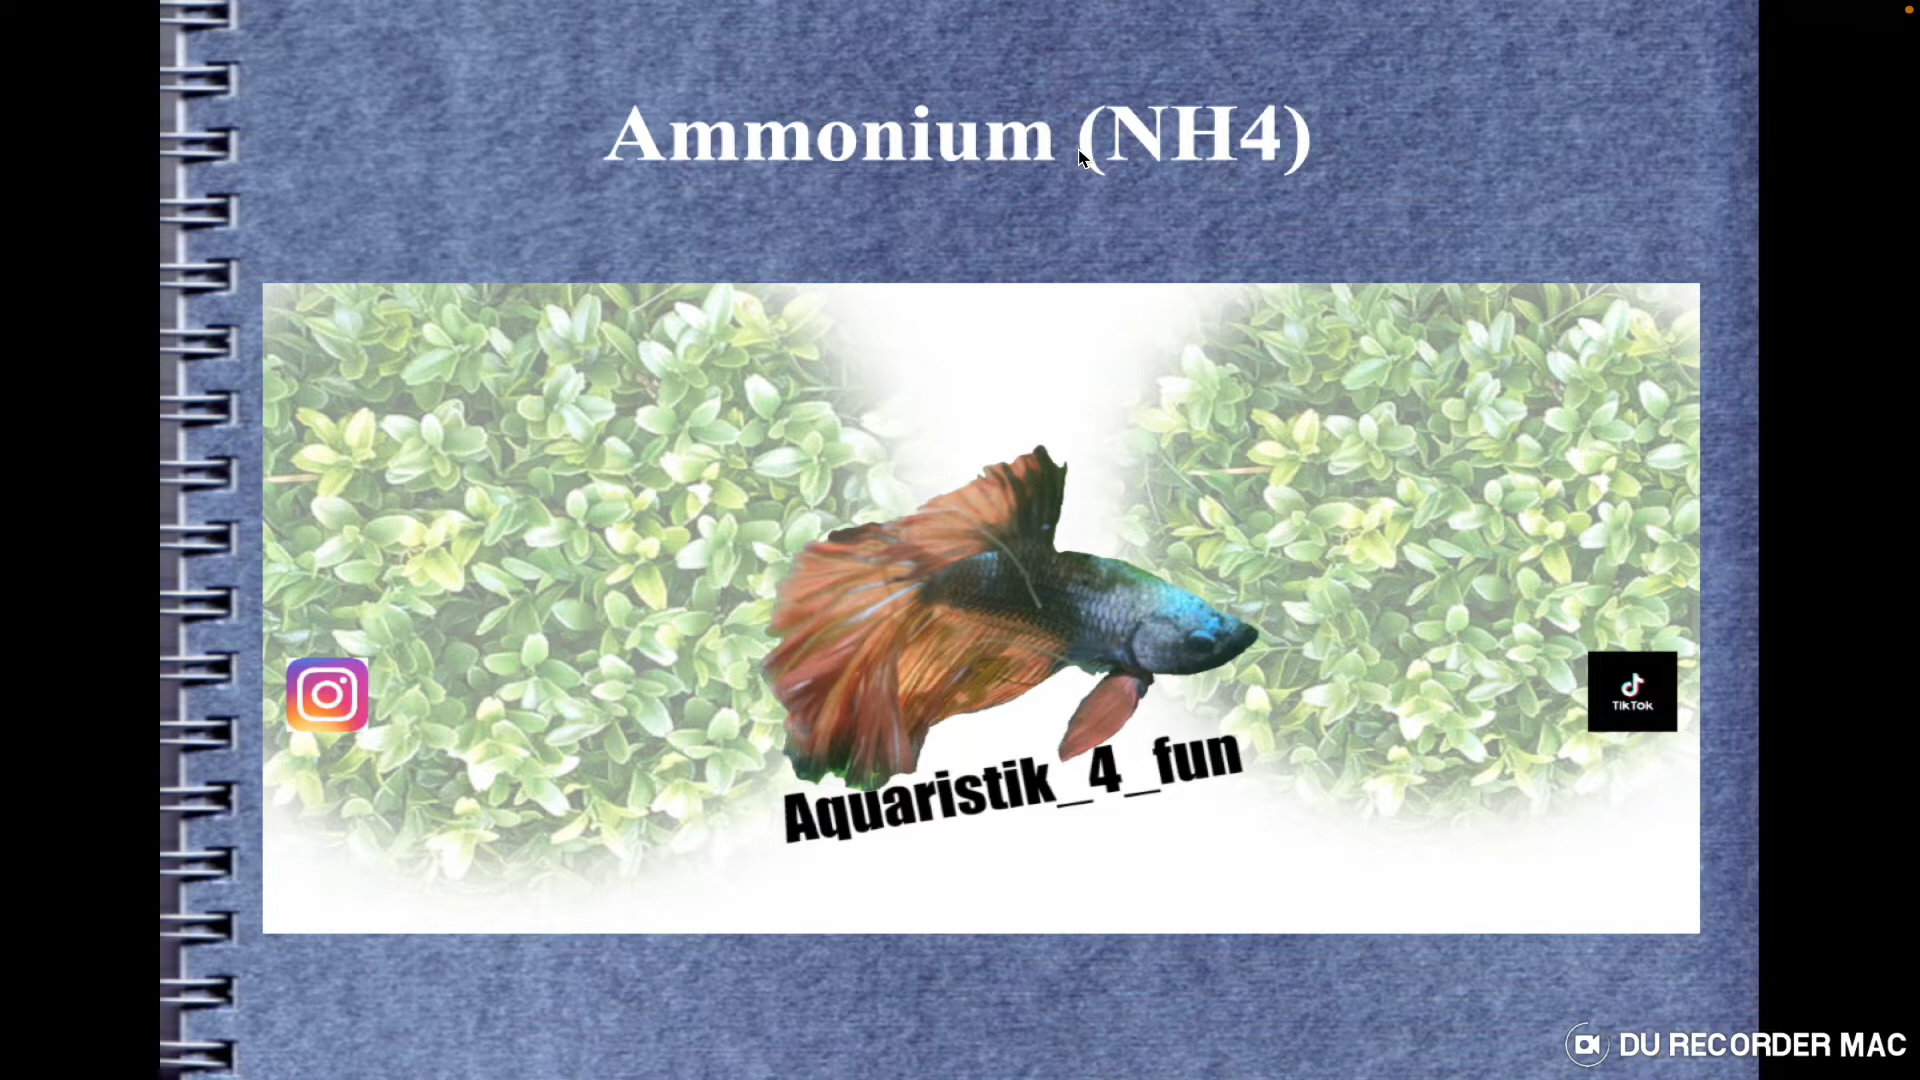 Ammonium (NH4)
Aquaristik_4_fun
TikTok
DU RECORDER MAC